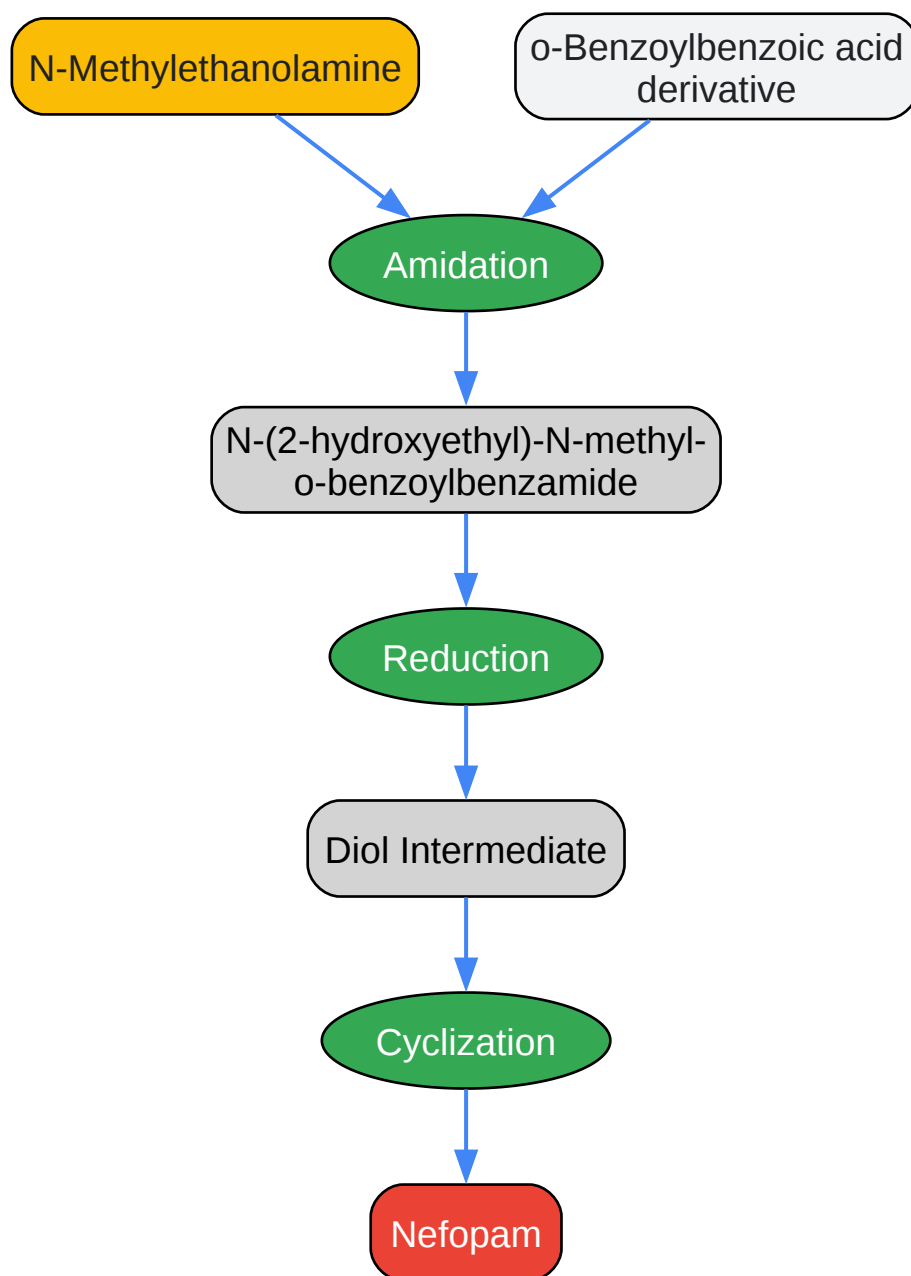 N-Methylethanolamine
o-Benzoylbenzoic acid
derivative
Amidation
N-(2-hydroxyethyl)-N-methyl-
o-benzoylbenzamide
Reduction
Diol Intermediate
Cyclization
Nefopam